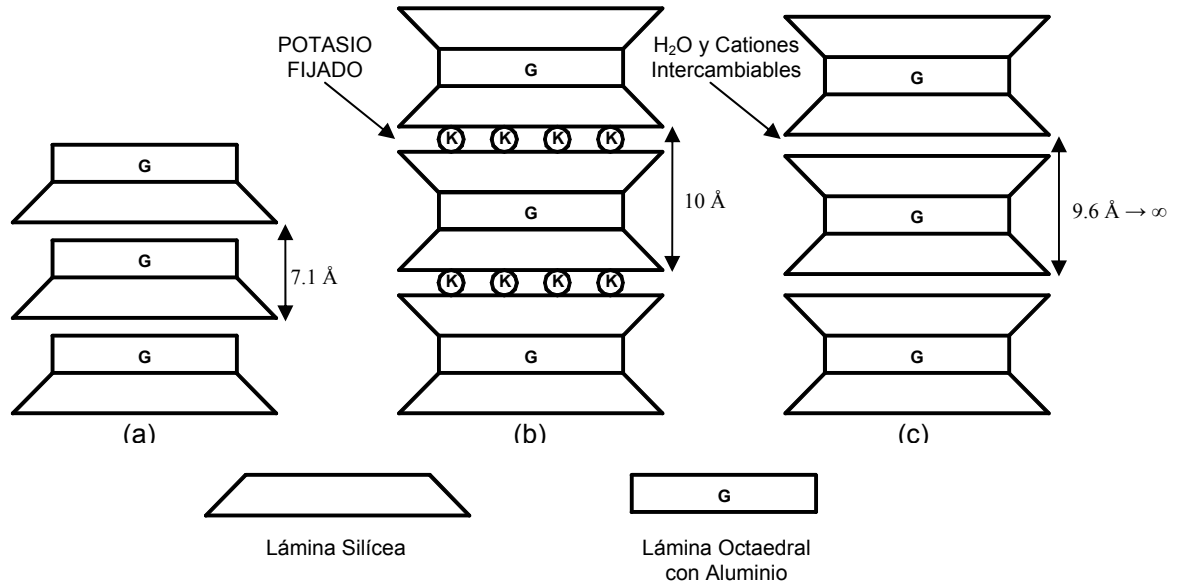 POTASIO
FIJADO
H₂O y Cationes
Intercambiables
G
G
G
7.1 Å
(a)
G
K K K K
G
K K K K
G
10 Å
(b)
G
G
G
9.6 Å → ∞
(c)
G
Lámina Silícea
Lámina Octaedral
con Aluminio